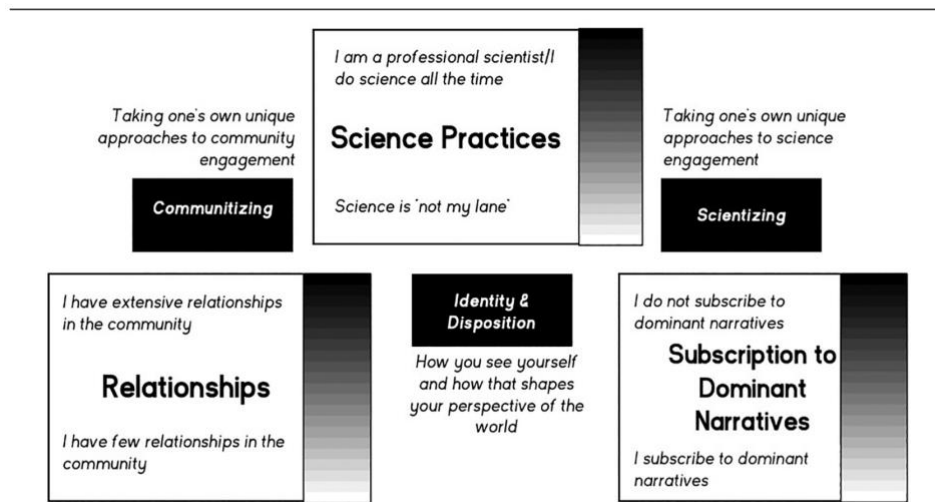 I am a professional scientist/I
do science all the time
Science Practices
Science is "not my lane"
Taking one's own unique
approaches to community
engagement
Communitizing
Taking one's own unique
approaches to science
engagement
Scientizing
I have extensive relationships
in the community
Relationships
I have few relationships in the
community
Identity &
Disposition
How you see yourself
and how that shapes
your perspective of the
world
I do not subscribe to
dominant narratives
Subscription to
Dominant
Narratives
I subscribe to dominant
narratives